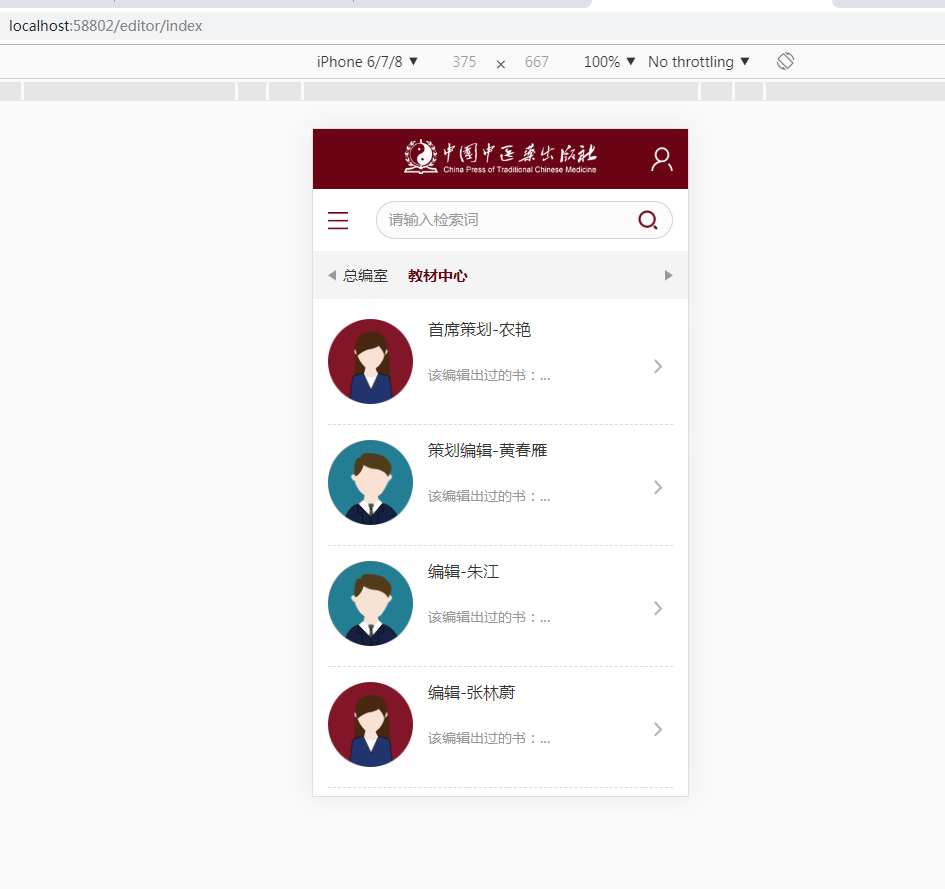 localhost:58802/editor/index
iPhone 6/7/8 ▼ 375 × 667 100% ▼ No throttling ▼
中国中医药出版社
China Press of Traditional Chinese Medicine
请输入检索词
总编室 教材中心
首席策划-农艳
该编辑出过的书：...
策划编辑-黄春雁
该编辑出过的书：...
编辑-朱江
该编辑出过的书：...
编辑-张林蔚
该编辑出过的书：...